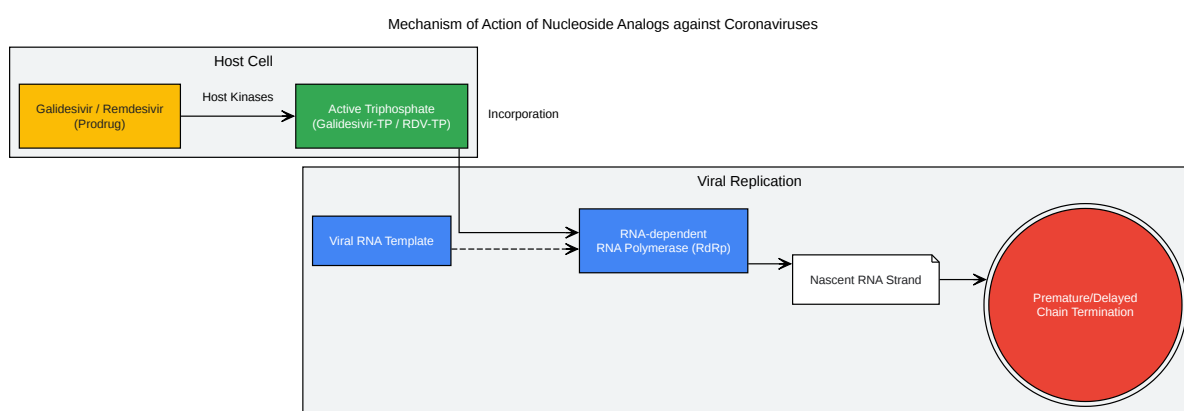 Mechanism of Action of Nucleoside Analogs against Coronaviruses
Host Cell
Galidesivir / Remdesivir
(Prodrug)
Host Kinases
Active Triphosphate
(Galidesivir-TP / RDV-TP)
Incorporation
Viral Replication
Viral RNA Template
RNA-dependent
RNA Polymerase (RdRp)
Nascent RNA Strand
Premature/Delayed
Chain Termination